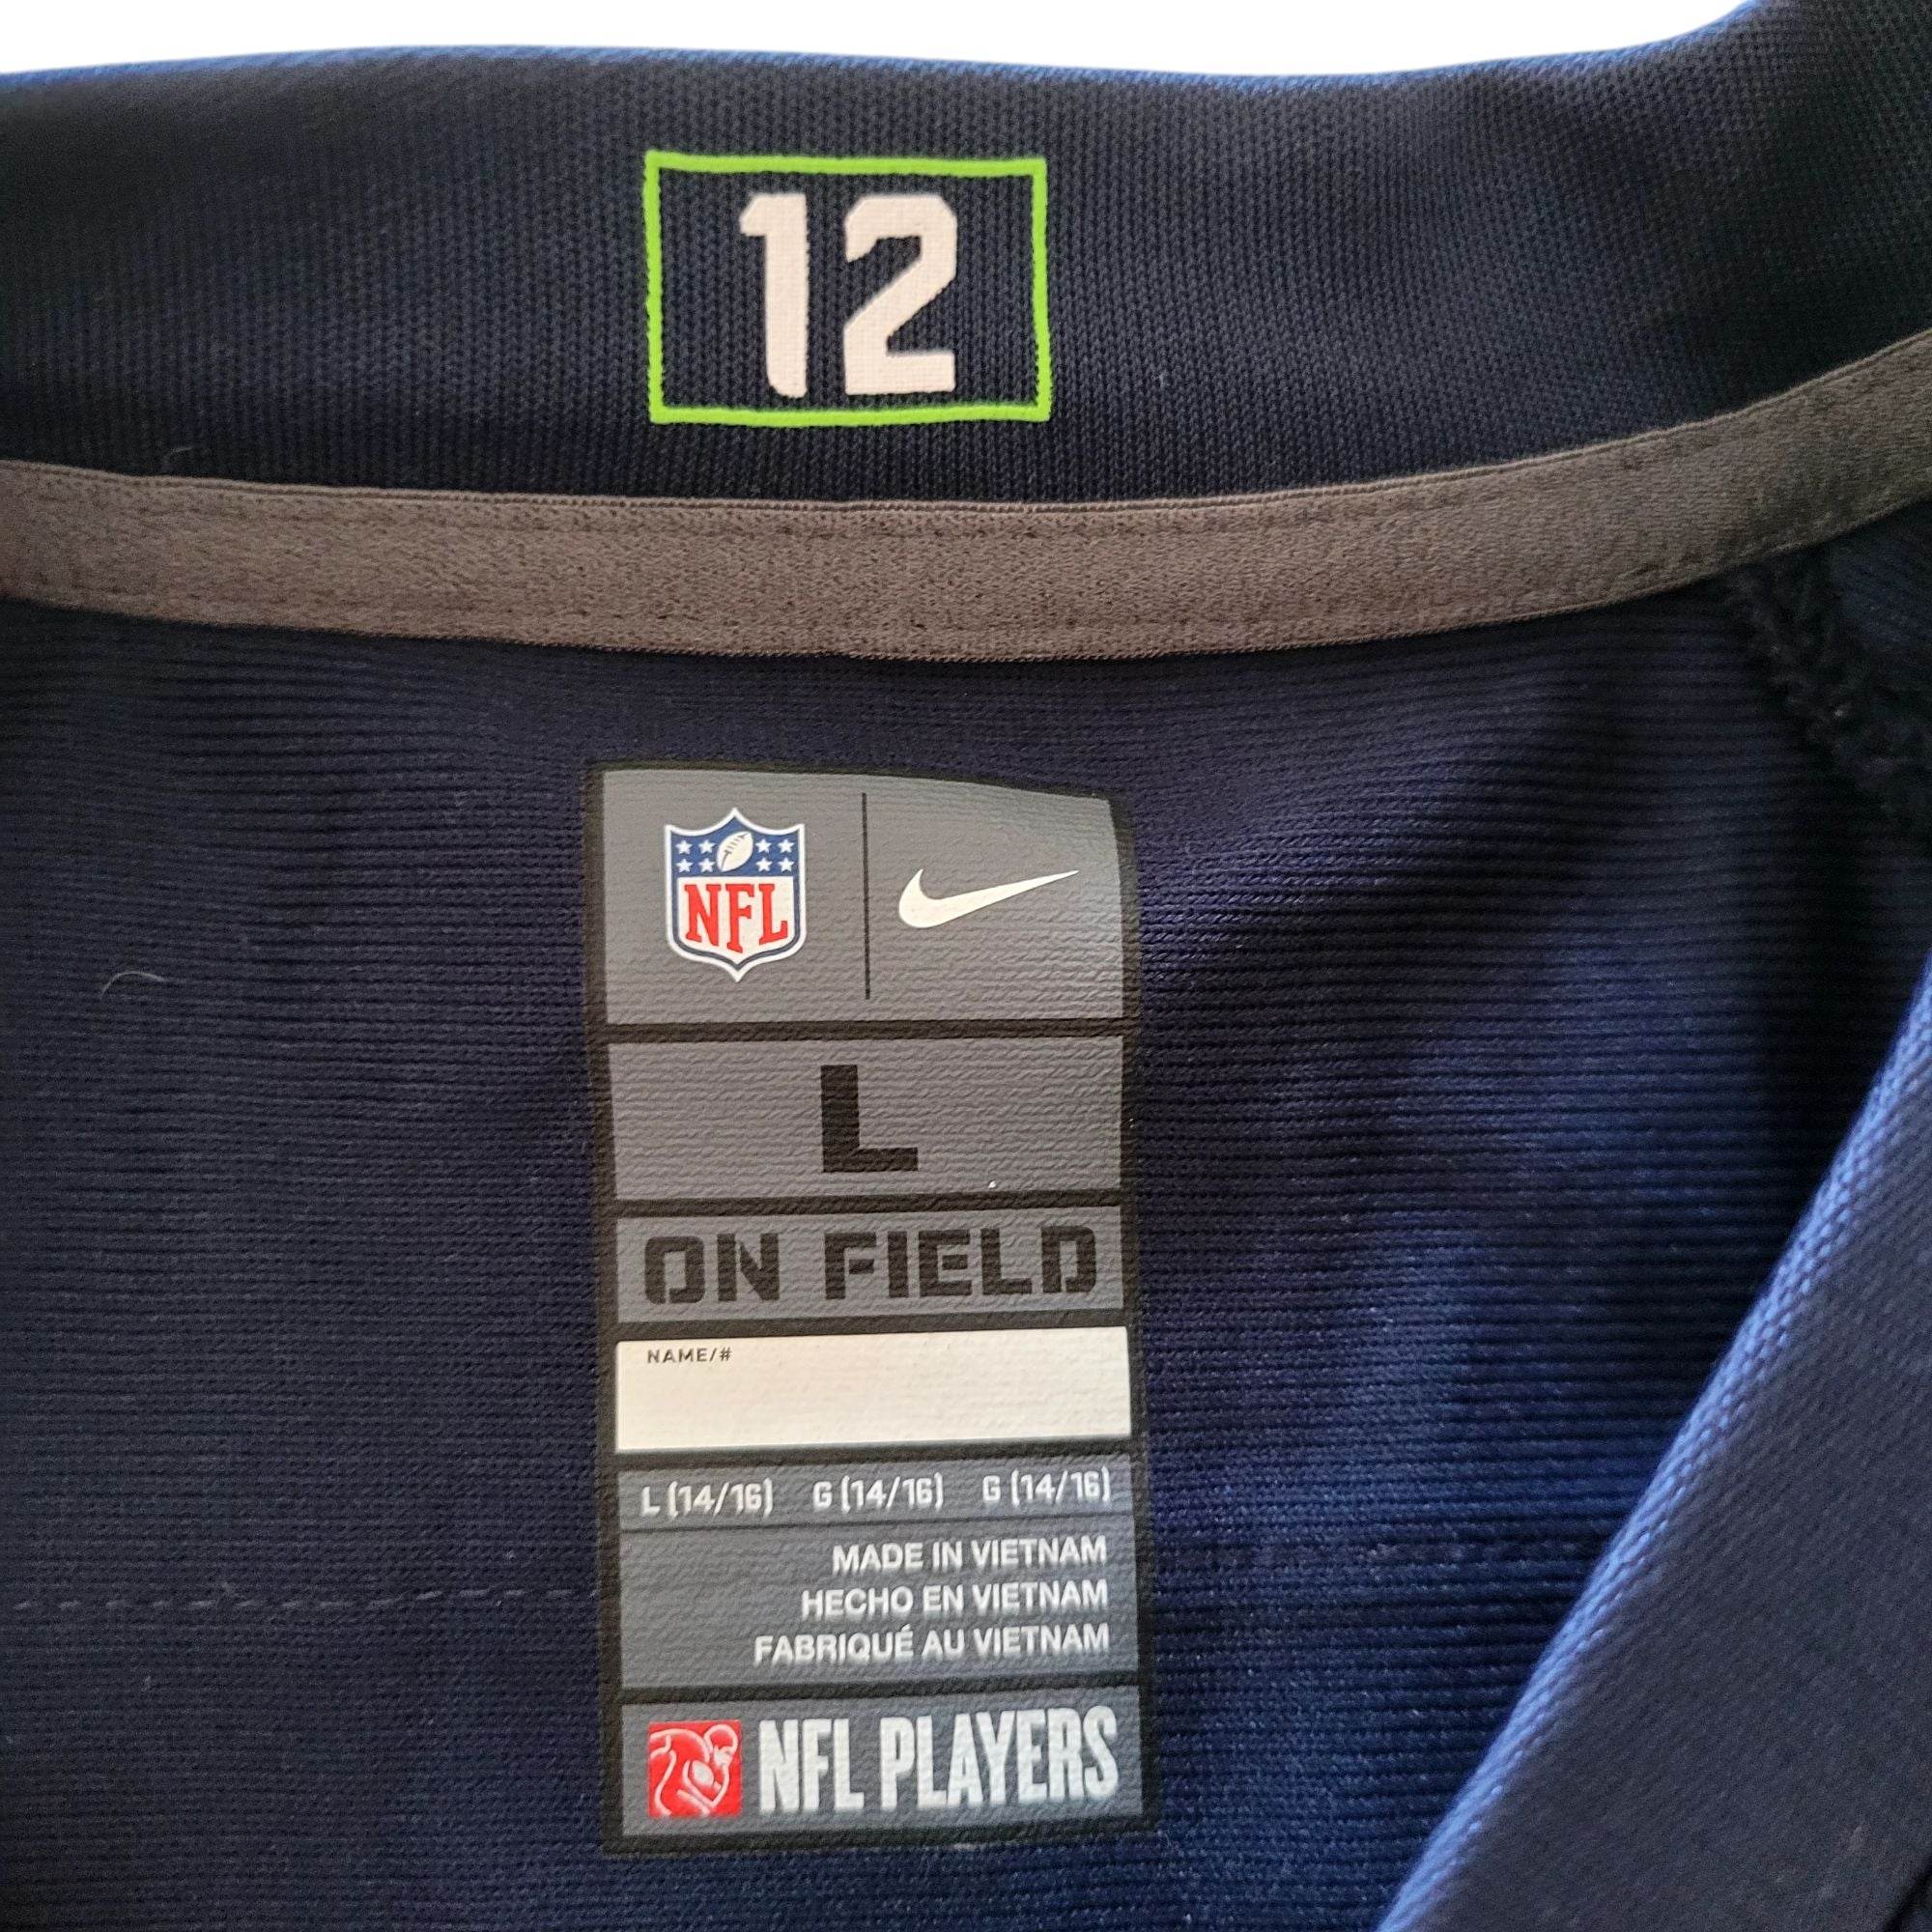 12
NFL
L
ON FIELD
NAME/#
L (14/16) G (14/16) G (14/16)
MADE IN VIETNAM
HECHO EN VIETNAM
FABRIQUÉ AU VIETNAM
NFL PLAYERS